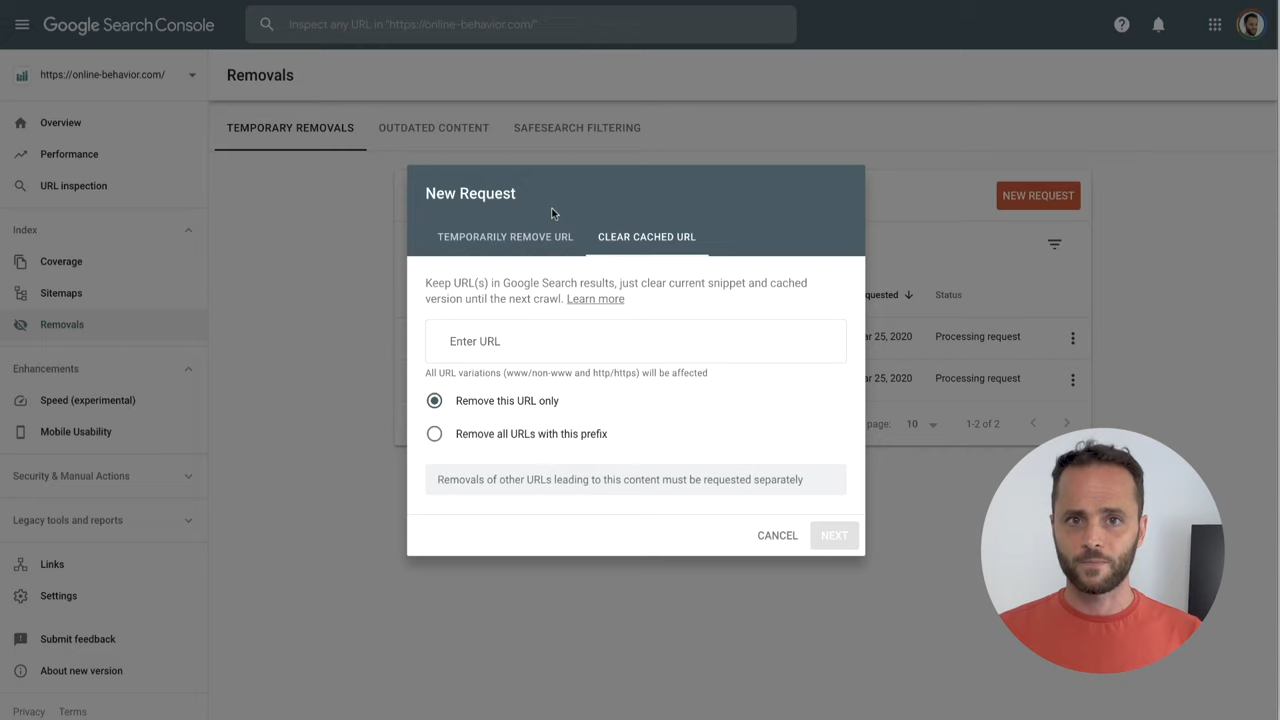 Google Search Console
Inspect any URL in "https://online-behavior.com/"
https://online-behavior.com/
Removals
Overview
TEMPORARY REMOVALS
OUTDATED CONTENT
SAFESEARCH FILTERING
Performance
URL inspection
New Request
NEW REQUEST
Index
TEMPORARILY REMOVE URL
CLEAR CACHED URL
Coverage
Keep URL(s) in Google Search results, just clear current snippet and cached
version until the next crawl. Learn more
Sitemaps
quested
Status
Removals
Enter URL
ar 25, 2020
Processing request
Enhancements
All URL variations (www/non-www and http/https) will be affected
ar 25, 2020
Processing request
Speed (experimental)
Remove this URL only
Mobile Usability
Remove all URLs with this prefix
page:
10
1-2 of 2
Security & Manual Actions
Removals of other URLs leading to this content must be requested separately
Legacy tools and reports
CANCEL
NEXT
Links
Settings
Submit feedback
About new version
Privacy
Terms